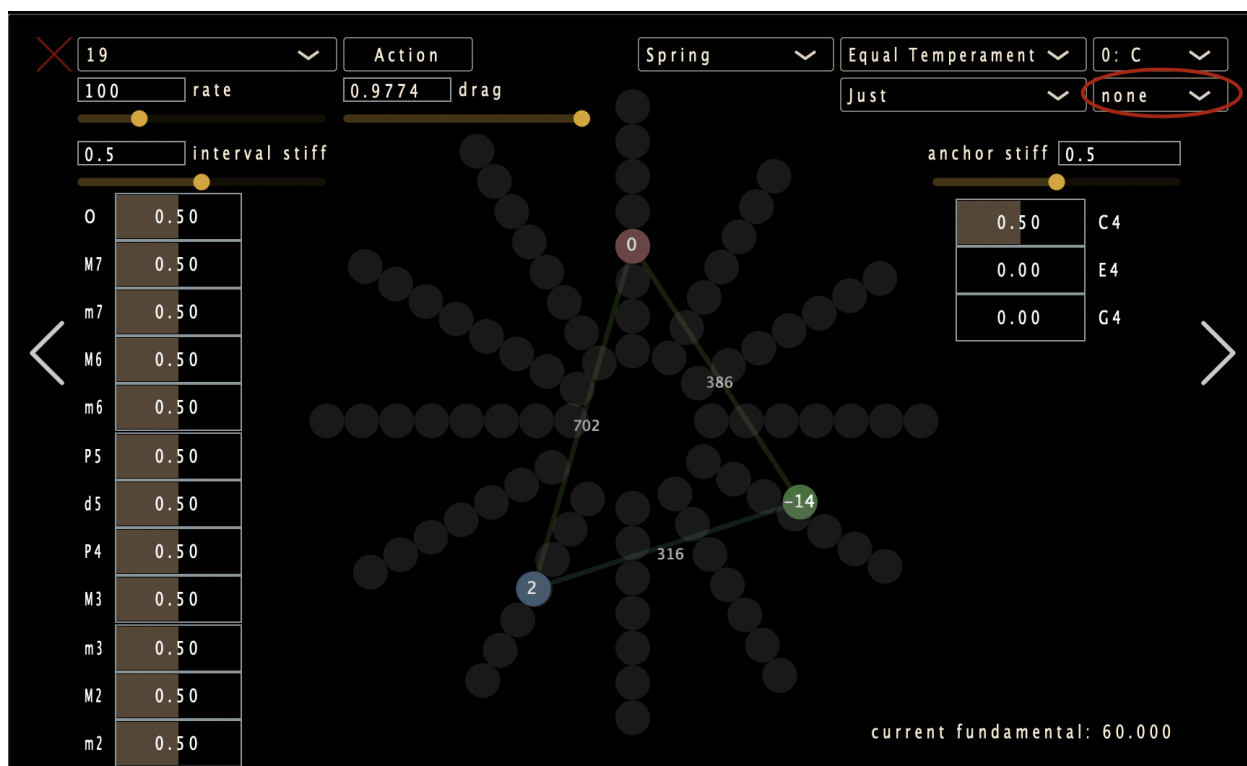 19
Action
Spring
Equal Temperament
0: C
100 rate
0.9774 drag
Just
none
0.5 interval stiff
anchor stiff 0.5
O 0.50
M7 0.50
m7 0.50
M6 0.50
m6 0.50
P5 0.50
d5 0.50
P4 0.50
M3 0.50
m3 0.50
M2 0.50
m2 0.50
0
386
702
-14
316
2
0.50 C4
0.00 E4
0.00 G4
current fundamental: 60.000